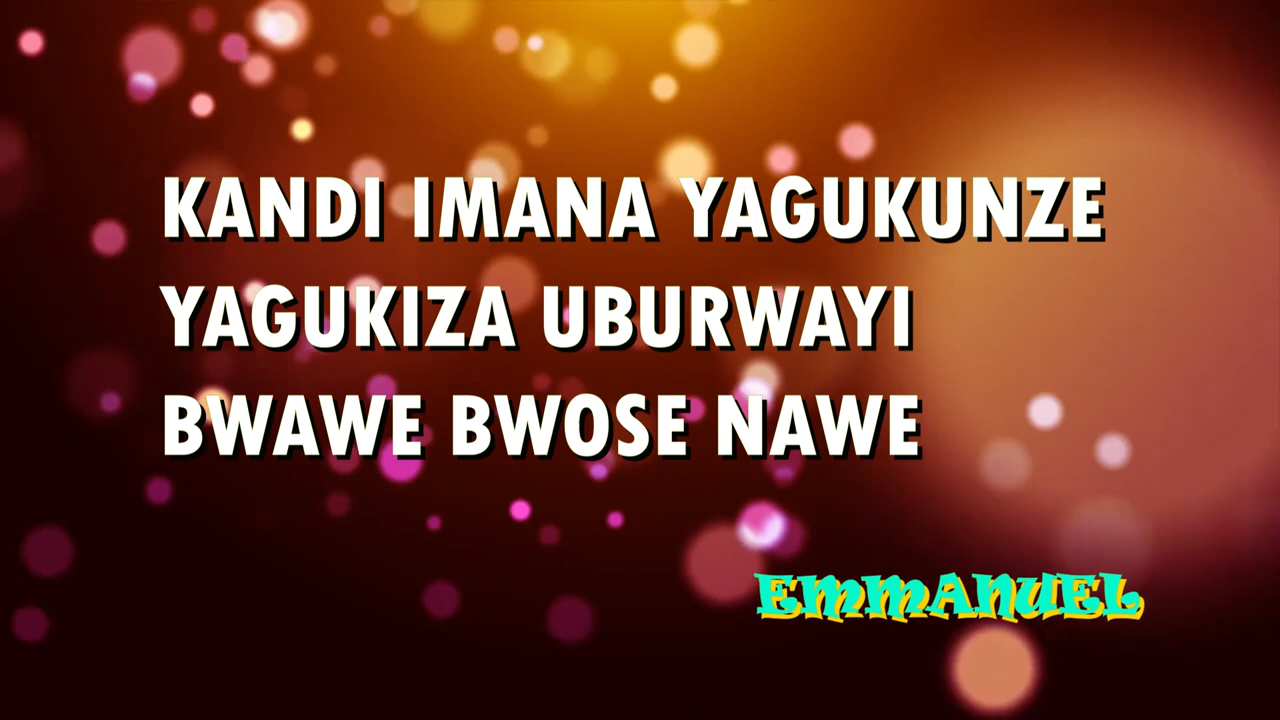 KANDI IMANA YAGUKUNZE
YAGUKIZA UBURWAYI
BWAWE BWOSE NAWE
EMMANUEL